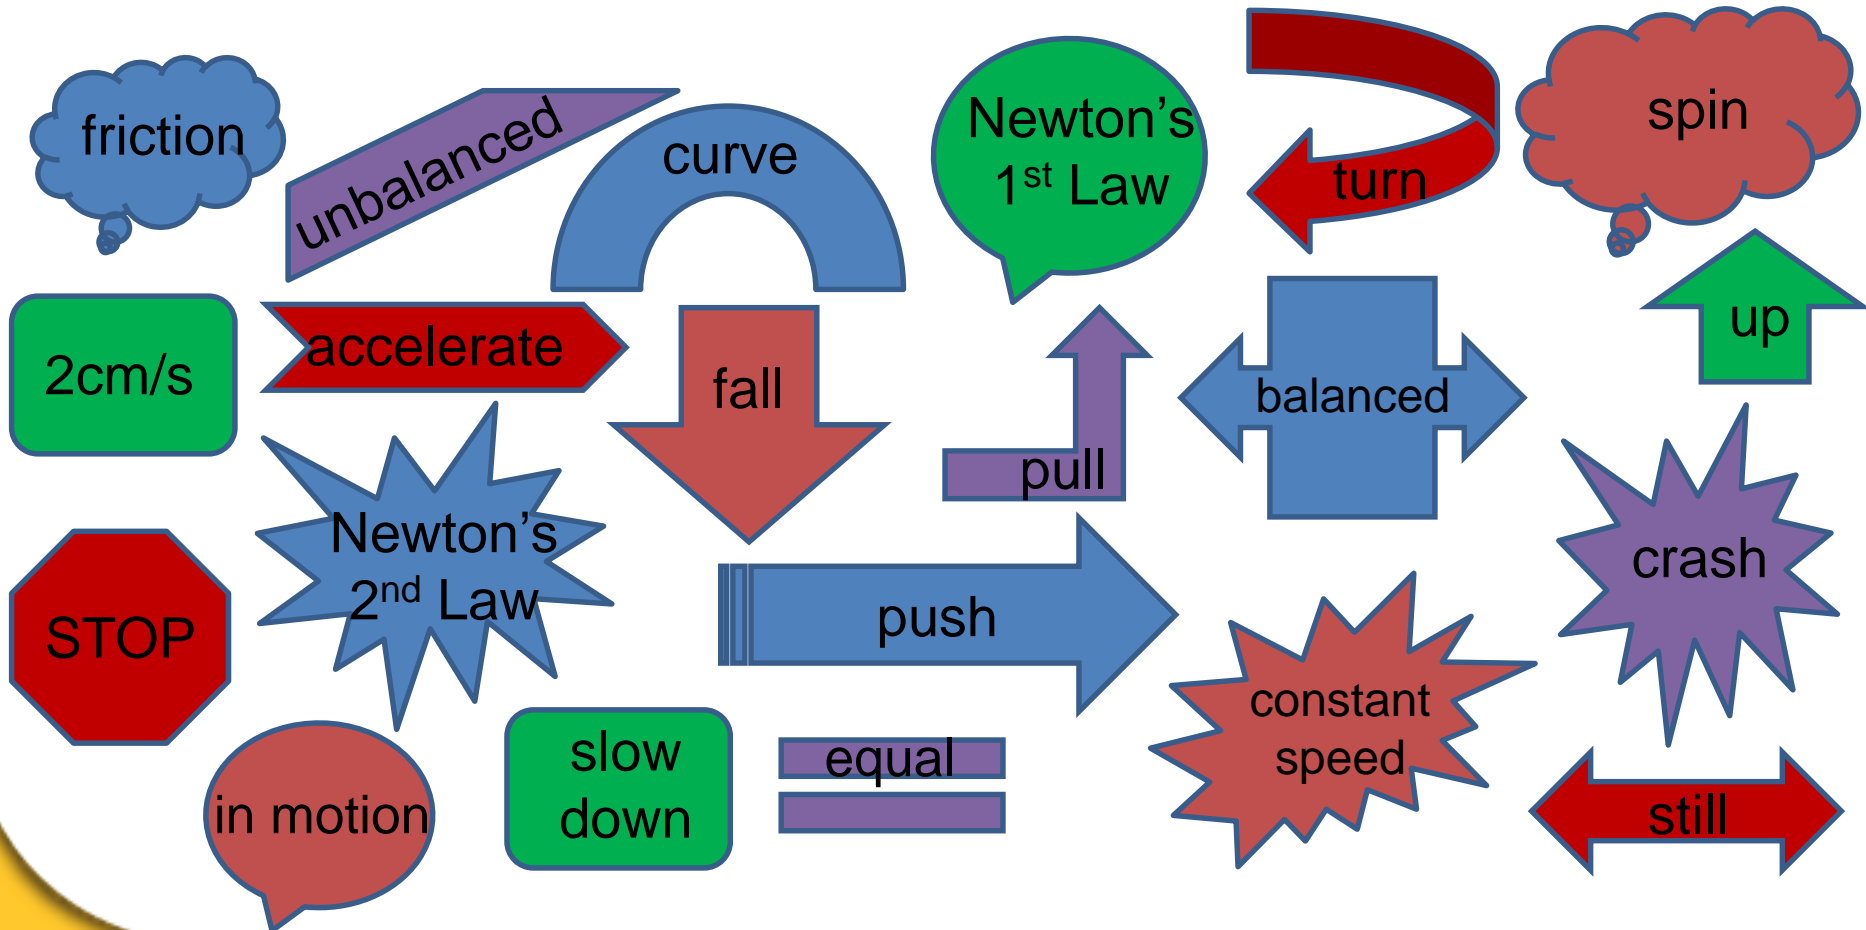 friction
unbalanced
curve
Newton’s
1st Law
turn
spin
2cm/s
accelerate
fall
pull
balanced
up
STOP
Newton’s
2nd Law
push
constant
speed
crash
in motion
slow
down
equal
still